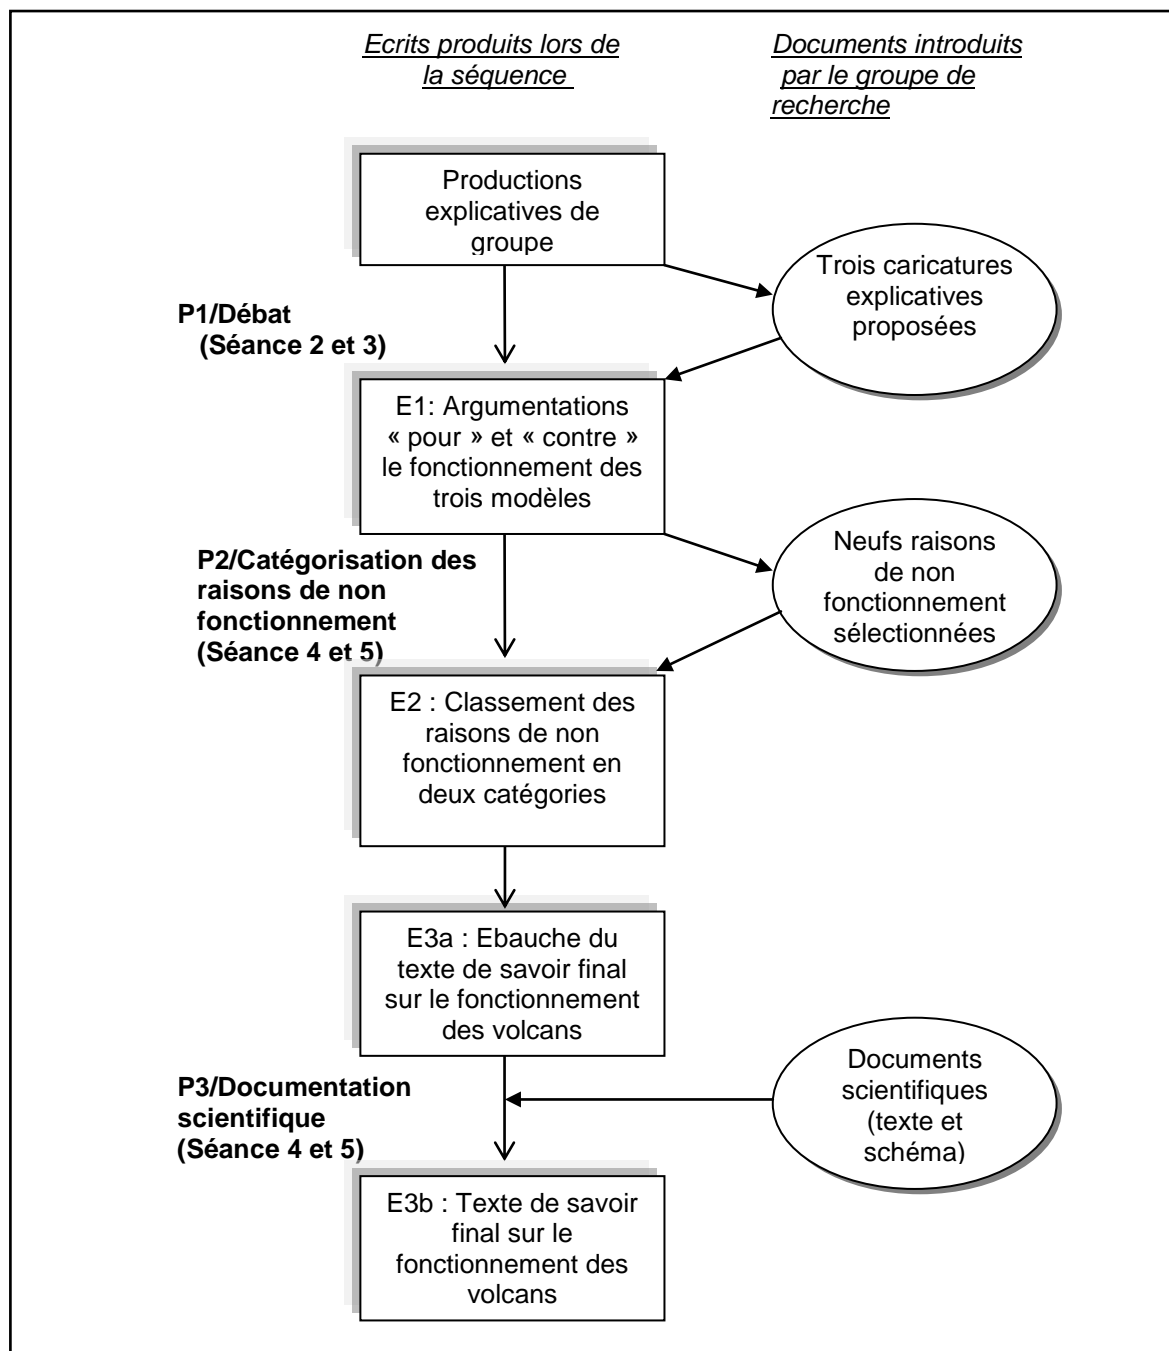 Ecrits produits lors de
la séquence
Documents introduits
par le groupe de
recherche
Productions
explicatives de
groupe
Trois caricatures
explicatives
proposées
P1/Débat
(Séance 2 et 3)
E1: Argumentations
« pour » et « contre »
le fonctionnement des
trois modèles
Neufs raisons
de non
fonctionnement
sélectionnées
P2/Catégorisation des
raisons de non
fonctionnement
(Séance 4 et 5)
E2 : Classement des
raisons de non
fonctionnement en
deux catégories
E3a : Ebauche du
texte de savoir final
sur le fonctionnement
des volcans
Documents
scientifiques
(texte et
schéma)
P3/Documentation
scientifique
(Séance 4 et 5)
E3b : Texte de savoir
final sur le
fonctionnement des
volcans